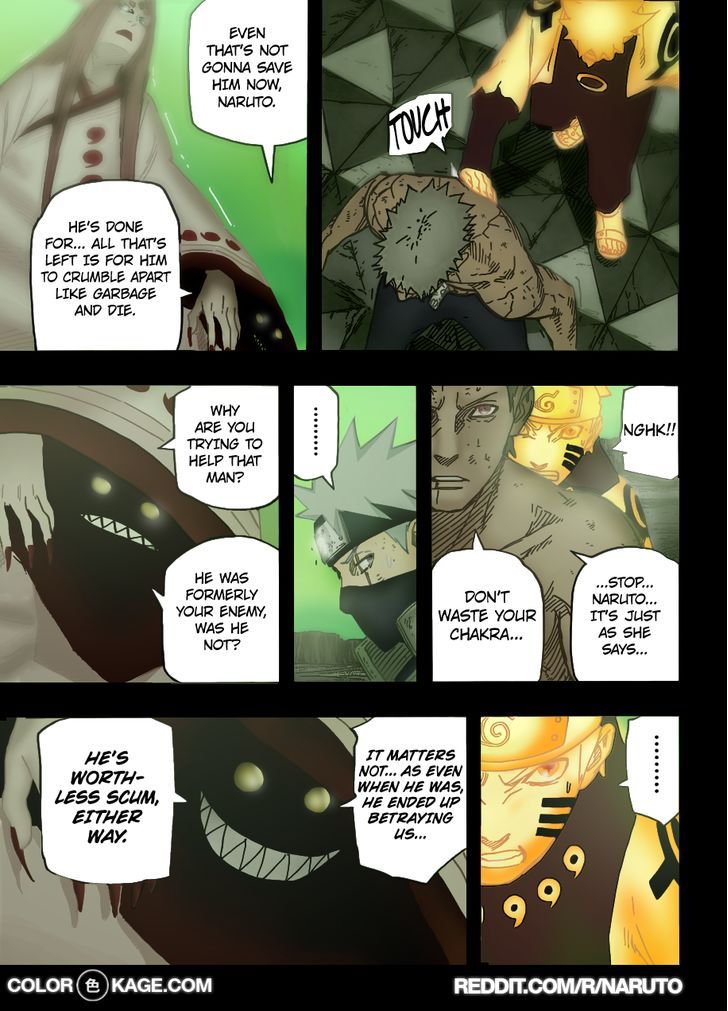 TOUCH
EVEN
THAT'S NOT
GONNA SAVE
HIM NOW,
NARUTO.
HE'S DONE
FOR... ALL THAT'S
LEFT IS FOR HIM
TO CRUMBLE APART
LIKE GARBAGE
AND DIE.
NGHK!!
...STOP...
NARUTO...
IT'S JUST
AS SHE
SAYS...
DON'T
WASTE YOUR
CHAKRA...
.........
WHY
ARE YOU
TRYING TO
HELP THAT
MAN?
HE WAS
FORMERLY
YOUR ENEMY,
WAS HE
NOT?
.........
IT MATTERS
NOT... AS EVEN
WHEN HE WAS,
HE ENDED UP
BETRAYING
US...
HE'S
WORTH-
LESS SCUM,
EITHER
WAY.
COLOR 色 KAGE.COM
REDDIT.COM/R/NARUTO